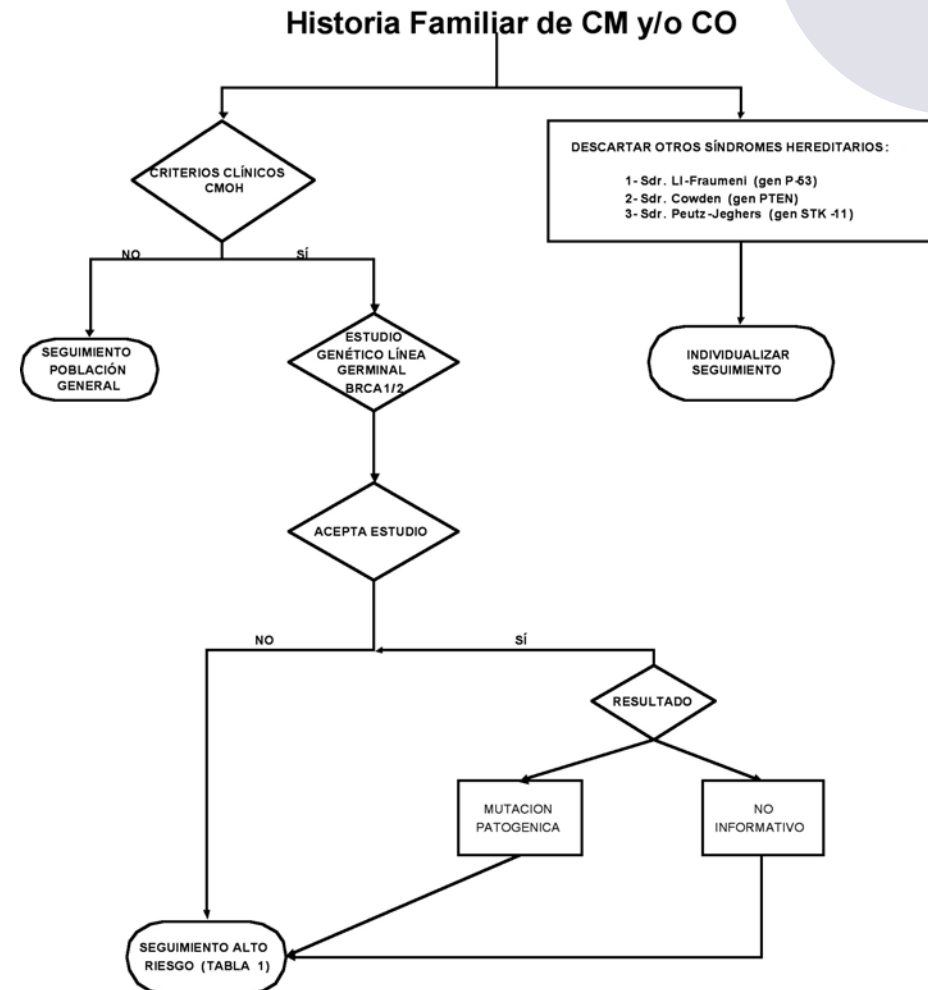 Historia Familiar de CM y/o CO
CRITERIOS CLÍNICOS
CMOH
DESCARTAR OTROS SÍNDROMES HEREDITARIOS:
1- Sdr. LI-Fraumeni (gen P-53)
2- Sdr. Cowden (gen PTEN)
3- Sdr. Peutz-Jeghers (gen STK -11)
NO
SÍ
SEGUIMIENTO
POBLACIÓN
GENERAL
ESTUDIO
GENÉTICO LÍNEA
GERMINAL
BRCA1/2
INDIVIDUALIZAR
SEGUIMIENTO
ACEPTA ESTUDIO
NO
SÍ
RESULTADO
MUTACION
PATOGENICA
NO
INFORMATIVO
SEGUIMIENTO ALTO
RIESGO (TABLA 1)